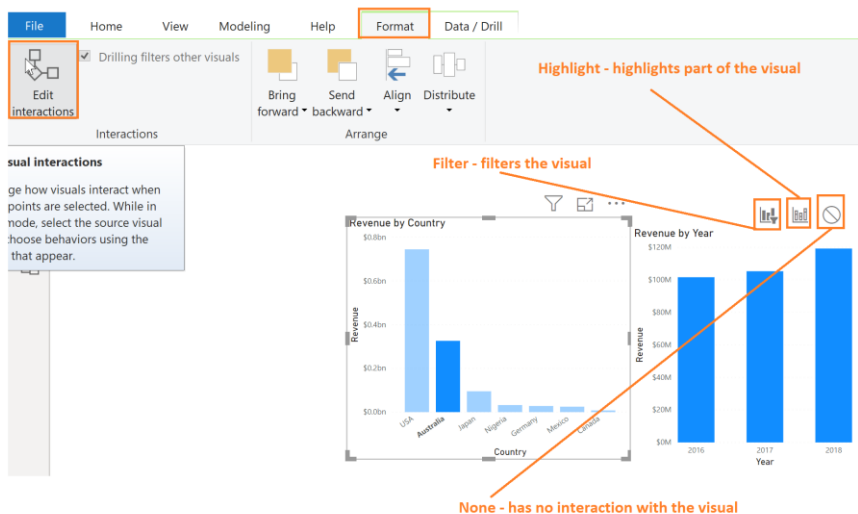 File Home View Modeling Help Format Data / Drill
Drilling filters other visuals
Edit
interactions
Bring
forward
Send
backward
Align
Distribute
Interactions
Arrange
sual interactions
ge how visuals interact when
points are selected. While in
mode, select the source visual
choose behaviors using the
that appear.
Highlight - highlights part of the visual
Filter - filters the visual
Revenue by Country
$0.8bn
$0.6bn
$0.4bn
$0.2bn
$0.0bn
Revenue
USA
Australia
Japan
Nigeria
Germany
Mexico
Canada
Country
Revenue by Year
$120M
$100M
$80M
$60M
$40M
$20M
$0M
Revenue
2016
2017
2018
Year
None - has no interaction with the visual